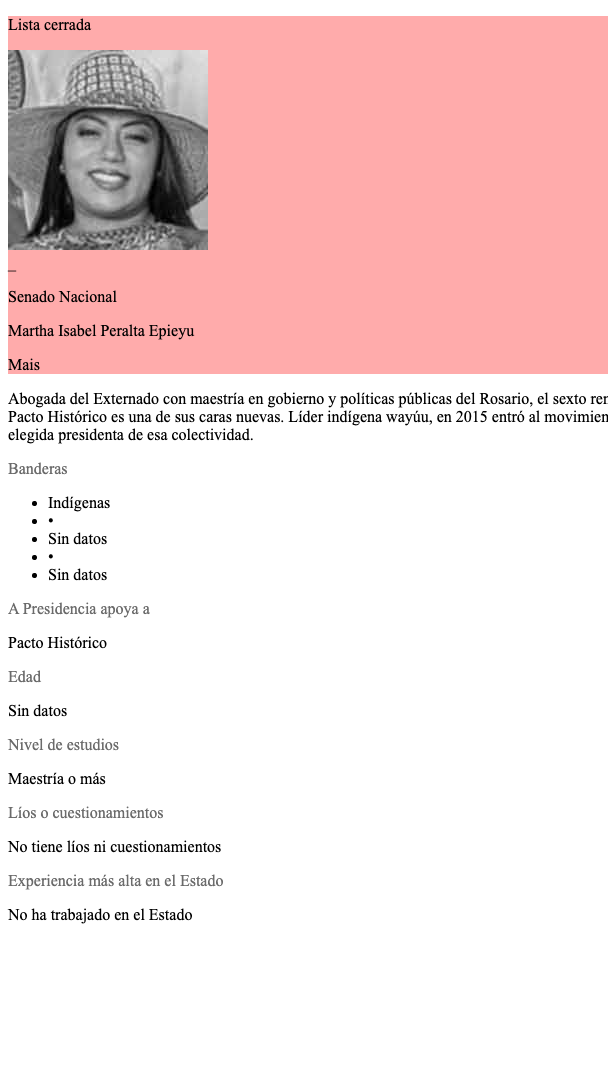 Lista cerrada
_
Senado Nacional
Martha Isabel Peralta Epieyu
Mais
Abogada del Externado con maestría en gobierno y políticas públicas del Rosario, el sexto
Pacto Histórico es una de sus caras nuevas. Líder indígena wayúu, en 2015 entró al
elegida presidenta de esa colectividad.
Banderas
• Indígenas
• •
• Sin datos
• •
• Sin datos
A Presidencia apoya a
Pacto Histórico
Edad
Sin datos
Nivel de estudios
Maestría o más
Líos o cuestionamientos
No tiene líos ni cuestionamientos
Experiencia más alta en el Estado
No ha trabajado en el Estado